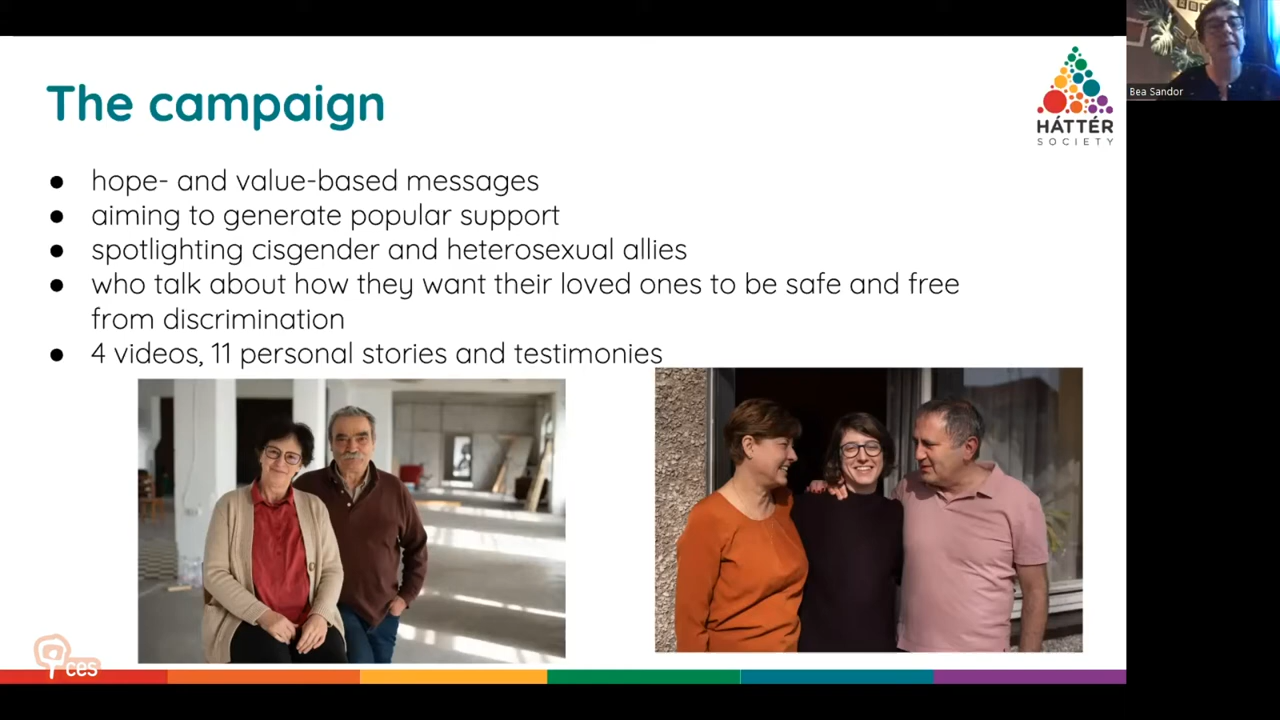 The campaign
HÁTTÉR
SOCIETY
Bea Sandor
● hope- and value-based messages
● aiming to generate popular support
● spotlighting cisgender and heterosexual allies
● who talk about how they want their loved ones to be safe and free
from discrimination
● 4 videos, 11 personal stories and testimonies
ces